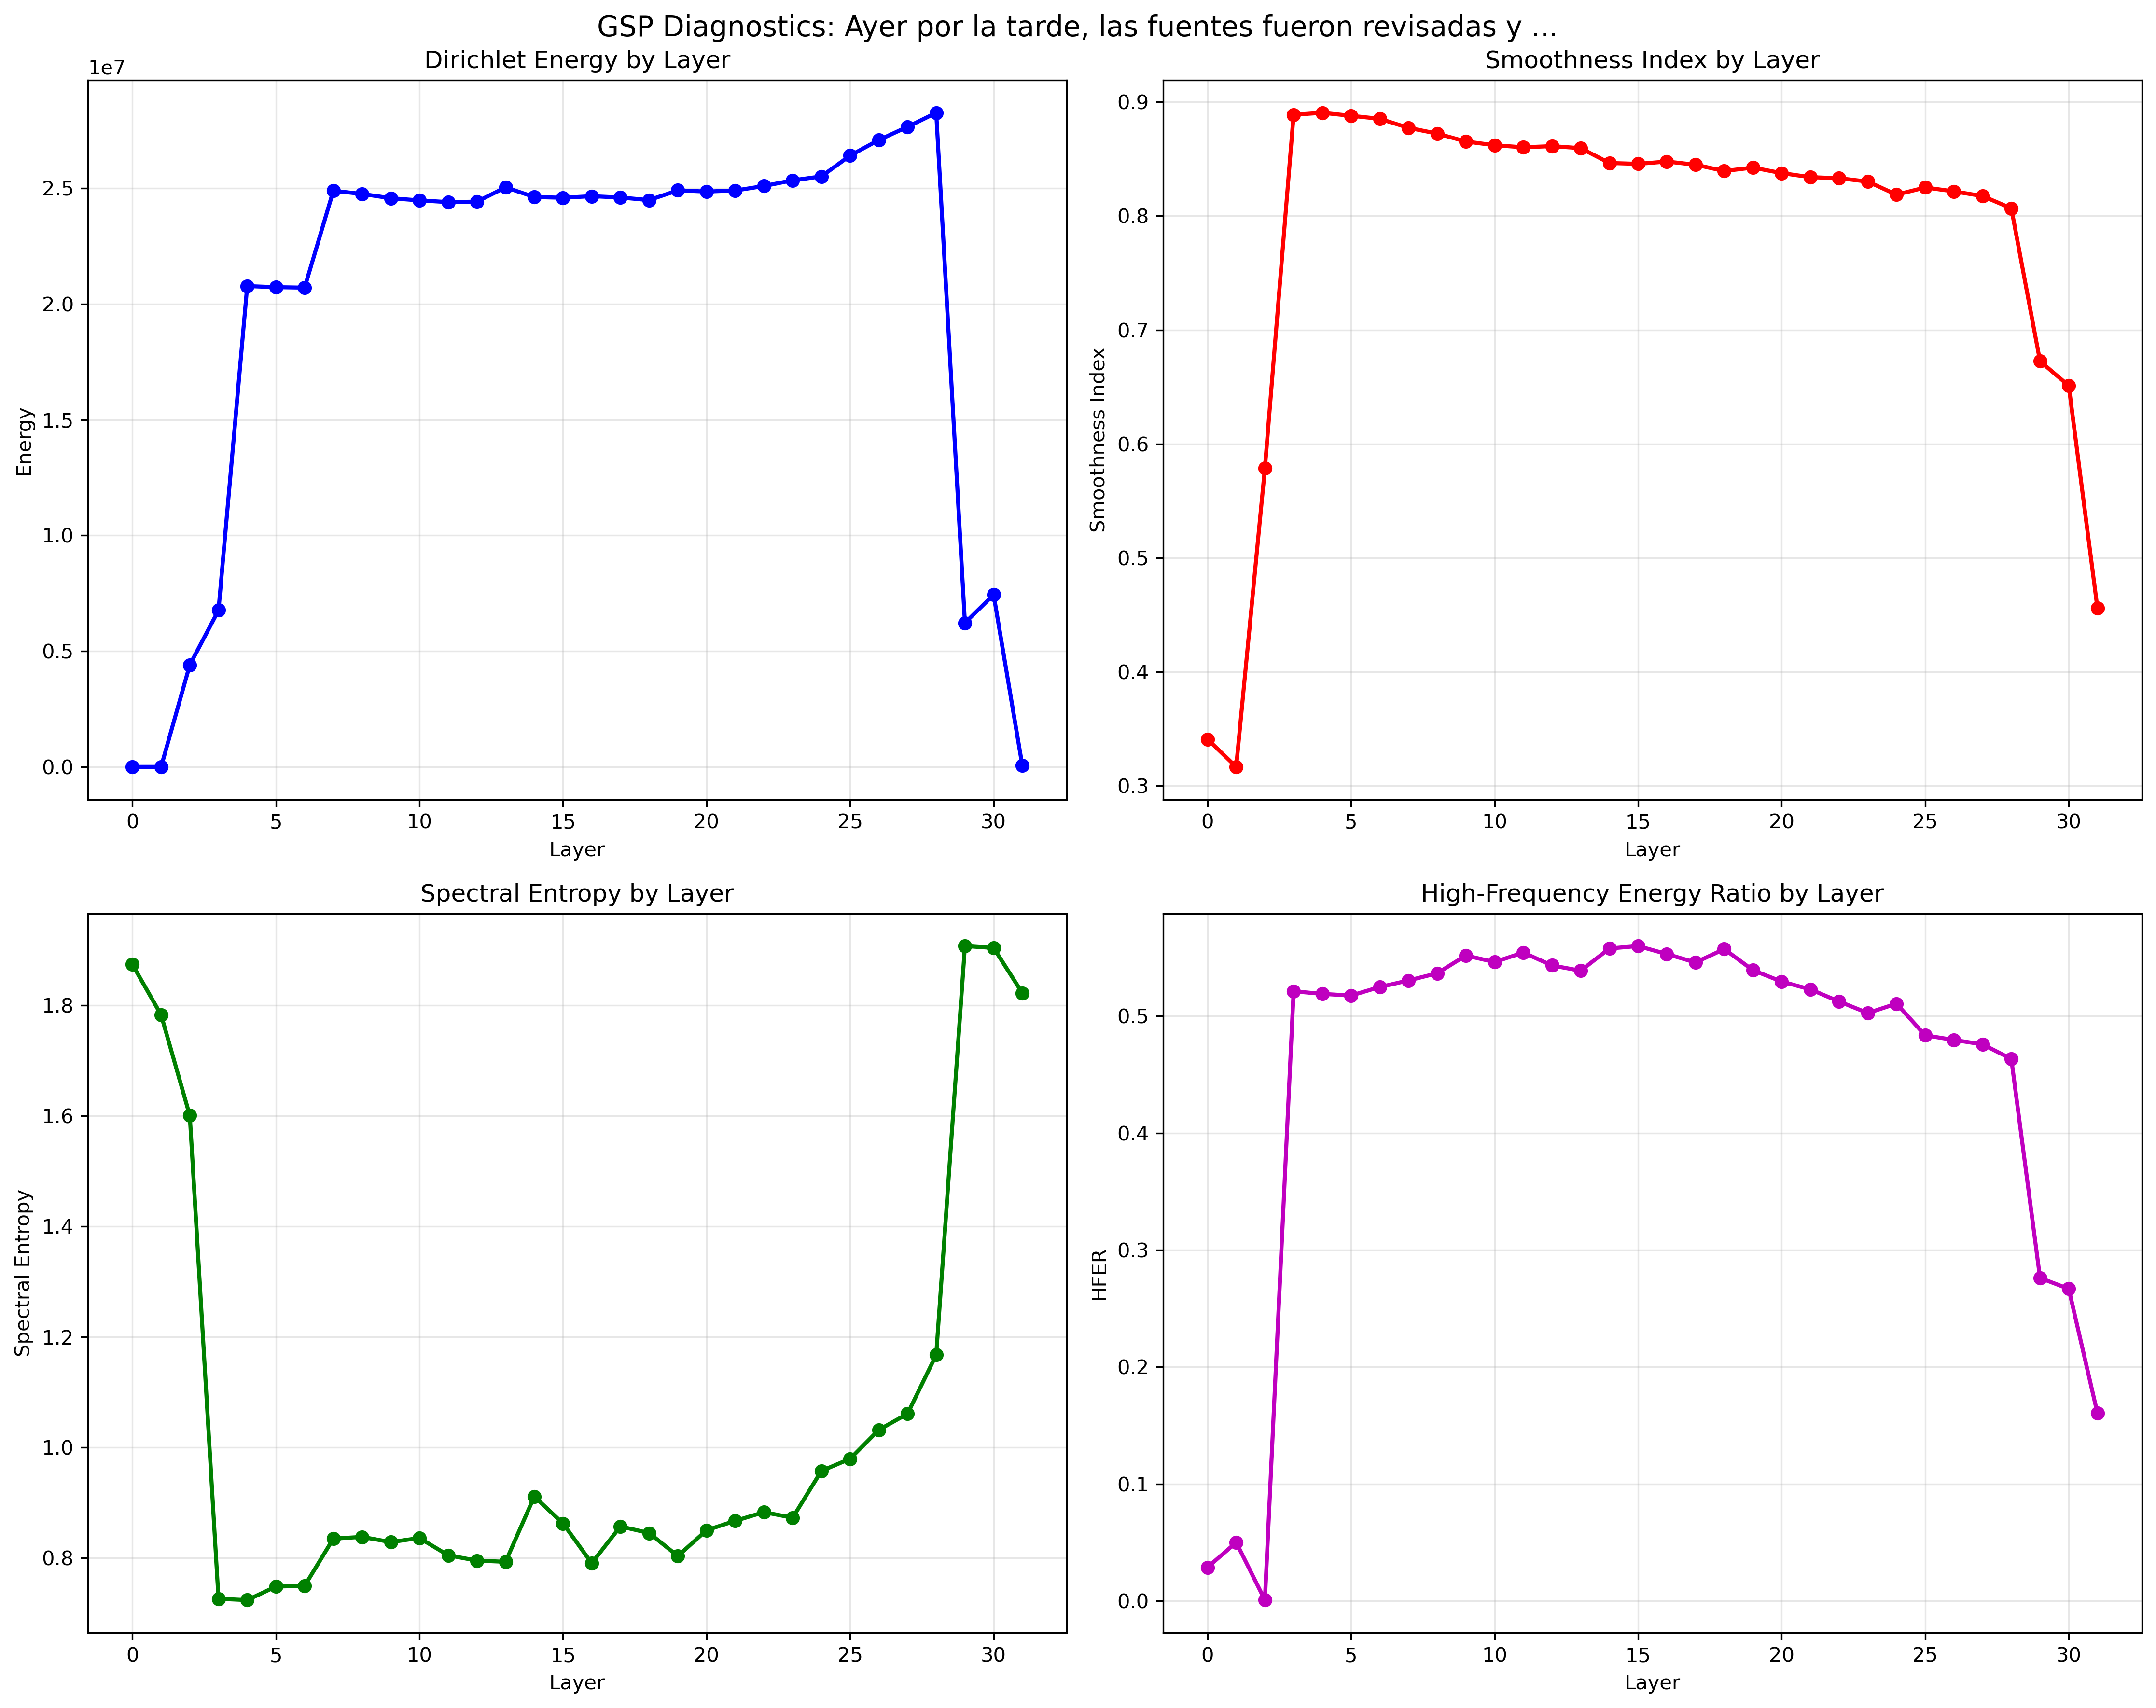 GSP Diagnostics: Ayer por la tarde, las fuentes fueron revisadas y ...
Dirichlet Energy by Layer
1e7
2.5
2.0
1.5
1.0
0.5
0.0
Energy
0 5 10 15 20 25 30
Layer
Smoothness Index by Layer
0.9
0.8
0.7
0.6
0.5
0.4
0.3
Smoothness Index
0 5 10 15 20 25 30
Layer
Spectral Entropy by Layer
1.8
1.6
1.4
1.2
1.0
0.8
Spectral Entropy
0 5 10 15 20 25 30
Layer
High-Frequency Energy Ratio by Layer
0.5
0.4
0.3
0.2
0.1
0.0
HFER
0 5 10 15 20 25 30
Layer